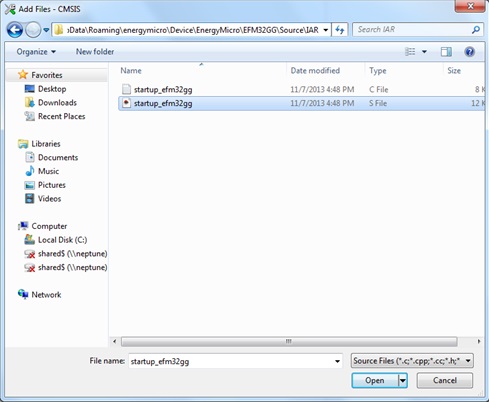 Add Files - CMSIS
Data\Roaming\energymicro\Device\EnergyMicro\EFM32GG\Source\IAR
Search IAR
Organize New folder
Favorites
Desktop
Downloads
Recent Places
Libraries
Documents
Music
Pictures
Videos
Computer
Local Disk (C:)
shared$ (\\neptune)
shared$ (\\neptune)
Network
Name Date modified Type Size
startup_efm32gg 11/7/2013 4:48 PM C File 8 K
startup_efm32gg 11/7/2013 4:48 PM S File 12 K
File name: startup_efm32gg Source Files (*.c;*.cpp;*.cc;*.h;*
Open Cancel